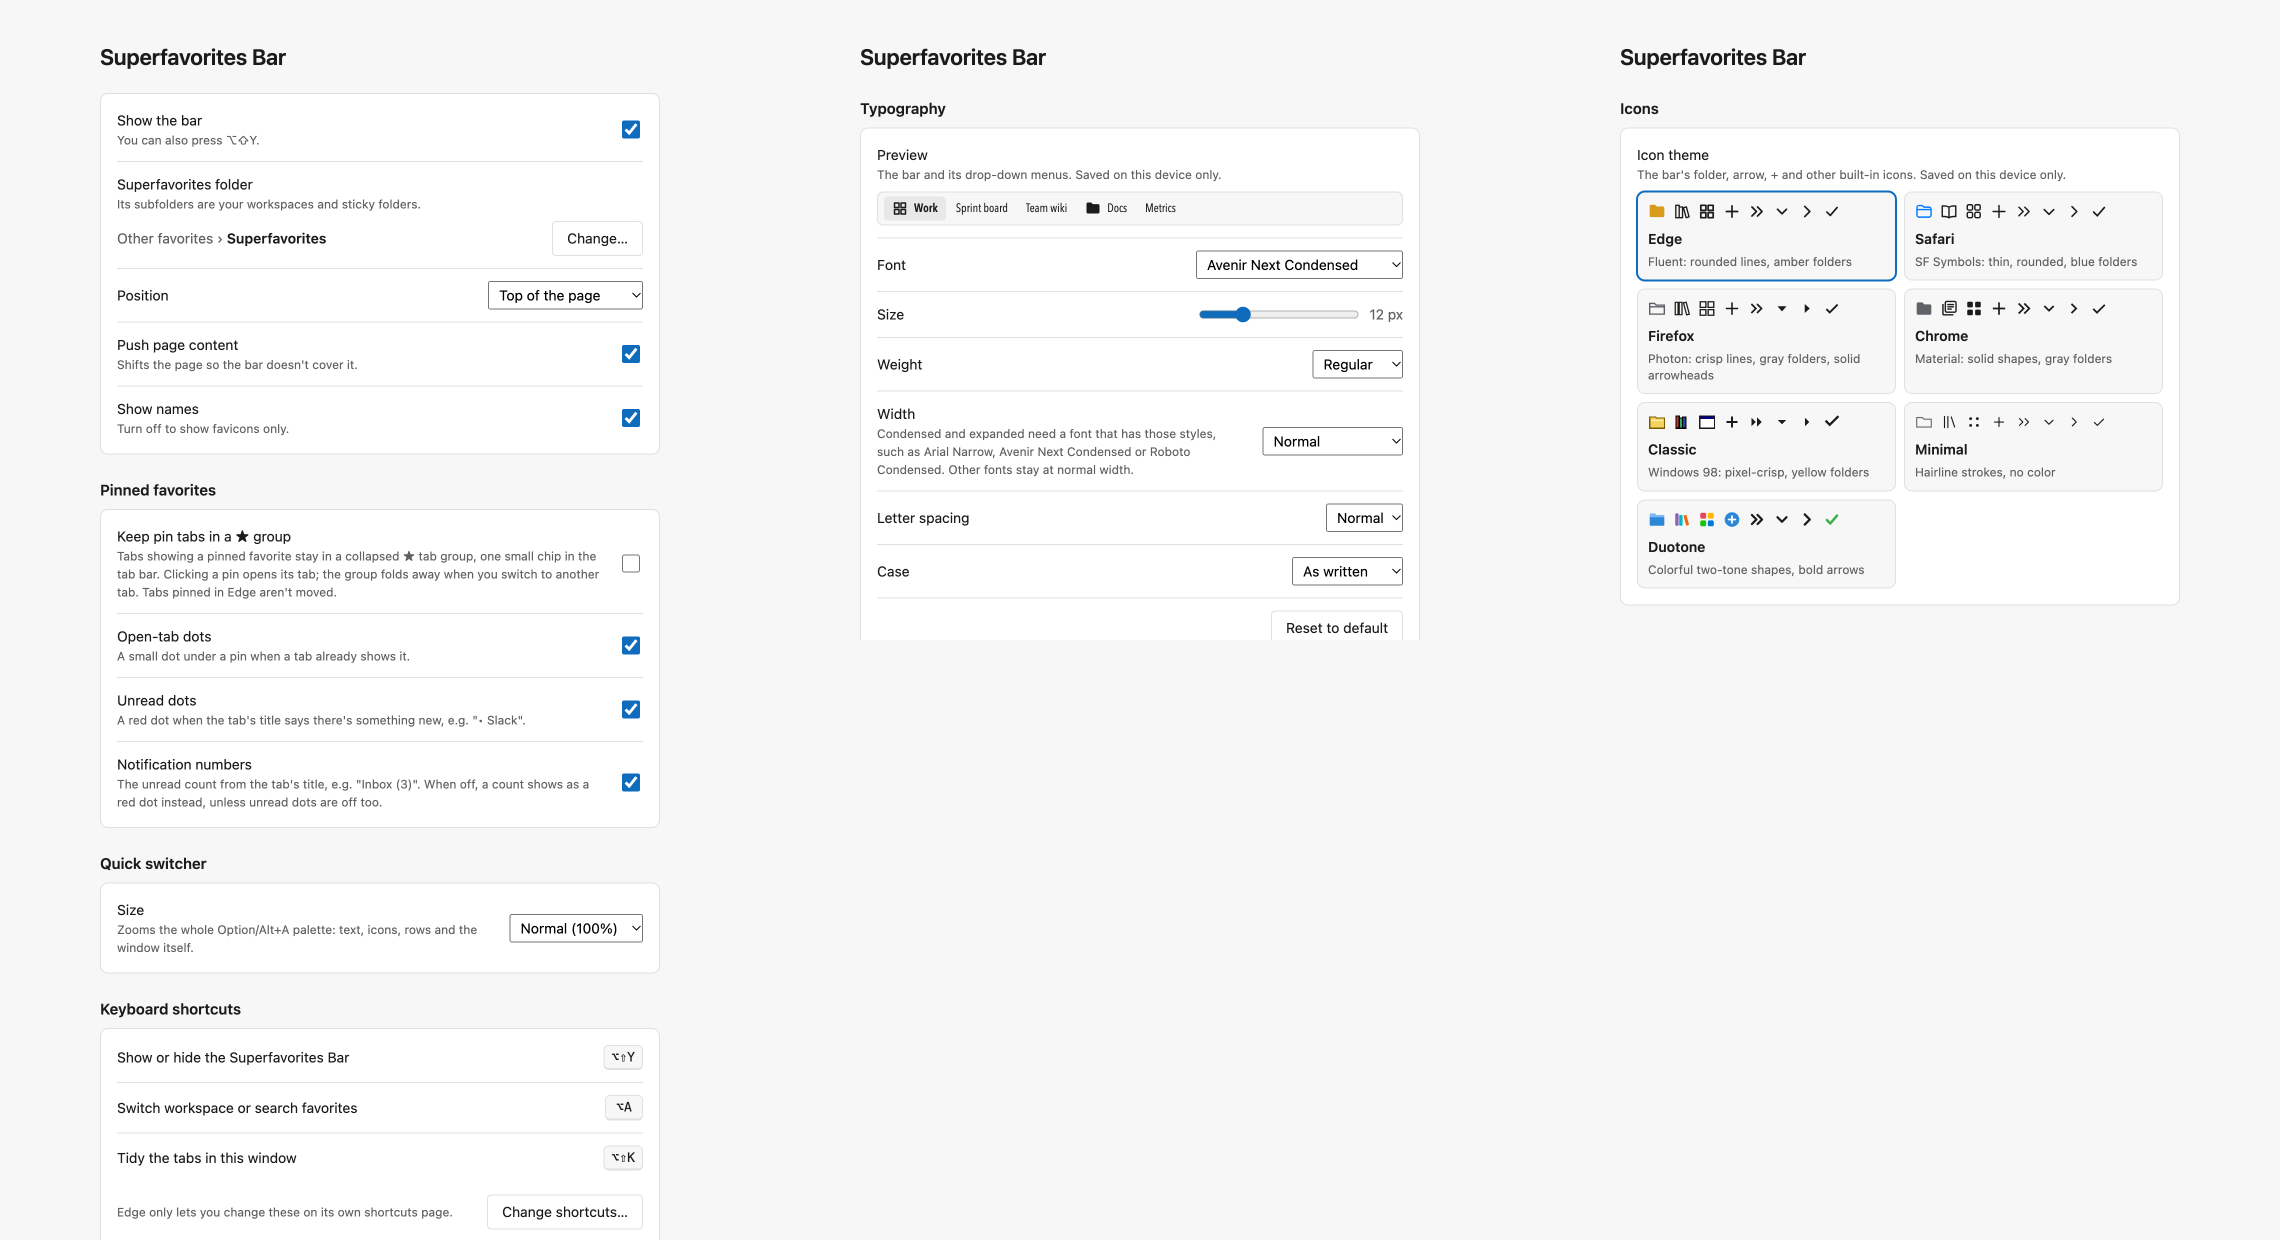 Superfavorites Bar
Show the bar
You can also press ⌥⇧Y.
Superfavorites folder
Its subfolders are your workspaces and sticky folders.
Other favorites › Superfavorites
Change...
Position
Top of the page
Push page content
Shifts the page so the bar doesn't cover it.
Show names
Turn off to show favicons only.
Pinned favorites
Keep pin tabs in a ★ group
Tabs showing a pinned favorite stay in a collapsed ★ tab group, one small chip in the
tab bar. Clicking a pin opens its tab; the group folds away when you switch to another
tab. Tabs pinned in Edge aren't moved.
Open-tab dots
A small dot under a pin when a tab already shows it.
Unread dots
A red dot when the tab's title says there's something new, e.g. "• Slack".
Notification numbers
The unread count from the tab's title, e.g. "Inbox (3)". When off, a count shows as a
red dot instead, unless unread dots are off too.
Quick switcher
Size
Zooms the whole Option/Alt+A palette: text, icons, rows and the
window itself.
Normal (100%)
Keyboard shortcuts
Show or hide the Superfavorites Bar
⌥⇧Y
Switch workspace or search favorites
⌥A
Tidy the tabs in this window
⌥⇧K
Edge only lets you change these on its own shortcuts page.
Change shortcuts...
Superfavorites Bar
Typography
Preview
The bar and its drop-down menus. Saved on this device only.
Work Sprint board Team wiki Docs Metrics
Font
Avenir Next Condensed
Size
12 px
Weight
Regular
Width
Condensed and expanded need a font that has those styles,
such as Arial Narrow, Avenir Next Condensed or Roboto
Condensed. Other fonts stay at normal width.
Normal
Letter spacing
Normal
Case
As written
Reset to default
Superfavorites Bar
Icons
Icon theme
The bar's folder, arrow, + and other built-in icons. Saved on this device only.
Edge
Fluent: rounded lines, amber folders
Safari
SF Symbols: thin, rounded, blue folders
Firefox
Photon: crisp lines, gray folders, solid
arrowheads
Chrome
Material: solid shapes, gray folders
Classic
Windows 98: pixel-crisp, yellow folders
Minimal
Hairline strokes, no color
Duotone
Colorful two-tone shapes, bold arrows